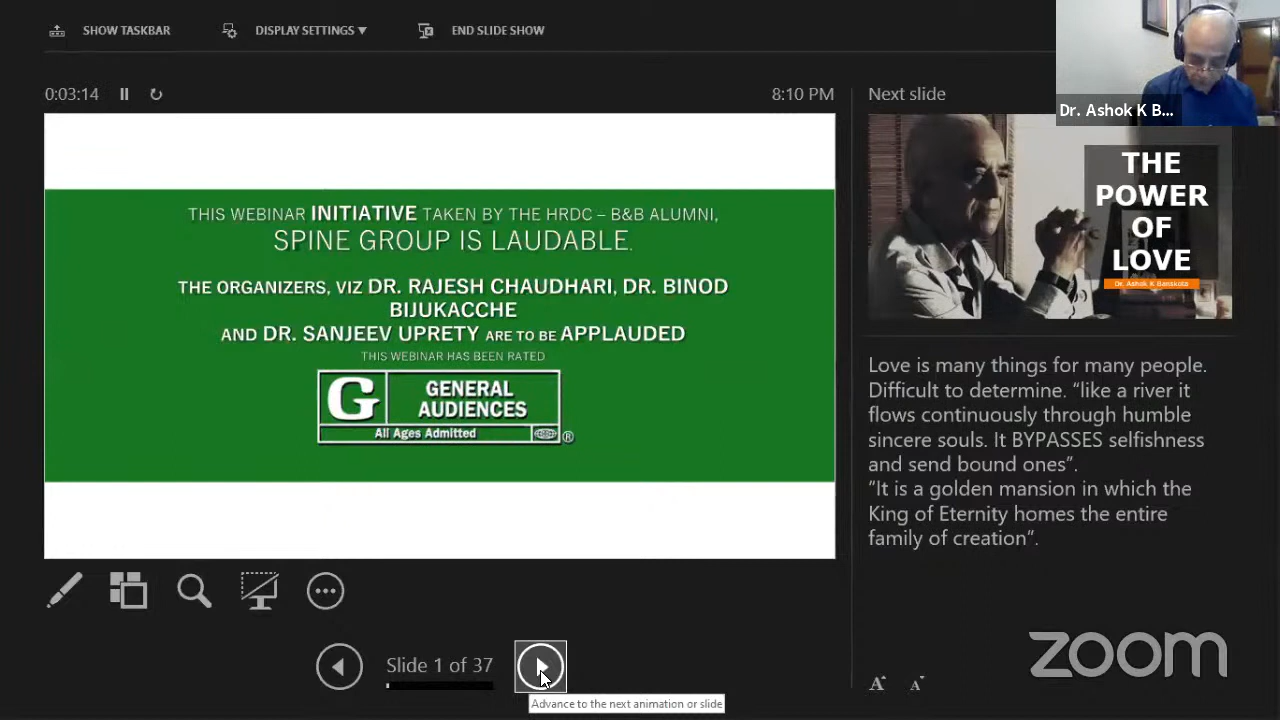 SHOW TASKBAR
DISPLAY SETTINGS ▼
END SLIDE SHOW
Dr. Ashok K B...
0:03:14
8:10 PM
Next slide
THIS WEBINAR INITIATIVE TAKEN BY THE HRDC – B&B ALUMNI,
SPINE GROUP IS LAUDABLE.
THE ORGANIZERS, VIZ DR. RAJESH CHAUDHARI, DR. BINOD
BIJUKACCHE
AND DR. SANJEEV UPRETY ARE TO BE APPLAUDED
THIS WEBINAR HAS BEEN RATED
G
GENERAL
AUDIENCES
All Ages Admitted
®
THE
POWER
OF
LOVE
Dr. Ashok K Banskota
Love is many things for many people.
Difficult to determine. “like a river it
flows continuously through humble
sincere souls. It BYPASSES selfishness
and send bound ones”.
“It is a golden mansion in which the
King of Eternity homes the entire
family of creation”.
Slide 1 of 37
Advance to the next animation or slide
A A
zoom